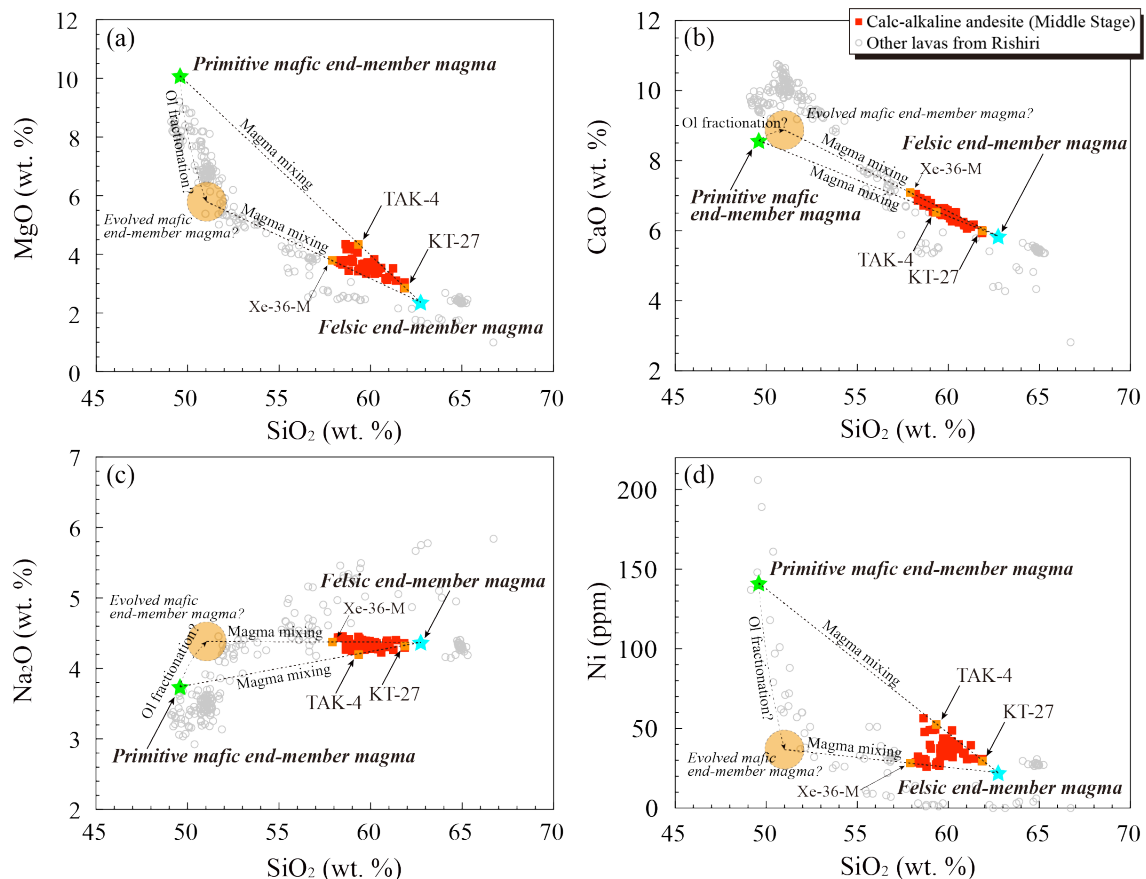 (a)
12
10
8
6
4
2
0
MgO (wt. %)
45 50 55 60 65 70
SiO₂ (wt. %)
Primitive mafic end-member magma
Ol fractionation?
Magma mixing
TAK-4
KT-27
Evolved mafic
end-member magma?
Magma mixing
Xe-36-M
Felsic end-member magma
(b)
Calc-alkaline andesite (Middle Stage)
Other lavas from Rishiri
12
10
8
6
4
2
CaO (wt. %)
45 50 55 60 65 70
SiO₂ (wt. %)
Evolved mafic end-member magma?
Ol fractionation?
Felsic end-member magma
Magma mixing
Xe-36-M
Magma mixing
Primitive mafic
end-member magma
TAK-4
KT-27
(c)
7
6
5
4
3
2
Na₂O (wt. %)
45 50 55 60 65 70
SiO₂ (wt. %)
Felsic end-member magma
Evolved mafic
end-member magma?
Xe-36-M
Magma mixing
Ol fractionation?
Magma mixing
TAK-4
KT-27
Primitive mafic end-member magma
(d)
200
150
100
50
0
Ni (ppm)
45 50 55 60 65 70
SiO₂ (wt. %)
Primitive mafic end-member magma
Ol fractionation?
Magma mixing
TAK-4
KT-27
Magma mixing
Evolved mafic
end-member magma?
Xe-36-M
Felsic end-member magma